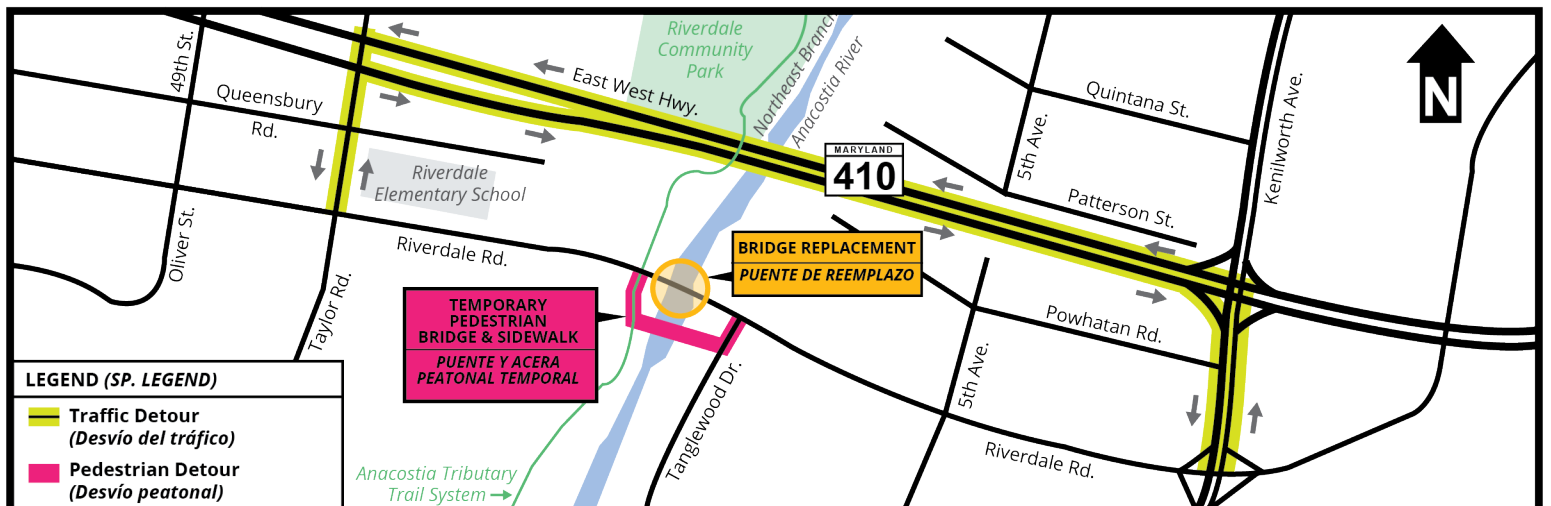 49th St.
Queensbury
Rd.
Oliver St.
Taylor Rd.
Riverdale
Elementary School
Riverdale Rd.
East West Hwy.
Riverdale
Community
Park
Northeast Branch
Anacostia River
MARYLAND
410
BRIDGE REPLACEMENT
PUENTE DE REEMPLAZO
TEMPORARY
PEDESTRIAN
BRIDGE & SIDEWALK
PUENTE Y ACERA
PEATONAL TEMPORAL
Tanglewood Dr.
Anacostia Tributary
Trail System
Quintana St.
5th Ave.
Patterson St.
Kenilworth Ave.
Powhatan Rd.
5th Ave.
Riverdale Rd.
N
LEGEND (SP. LEGEND)
Traffic Detour
(Desvío del tráfico)
Pedestrian Detour
(Desvío peatonal)